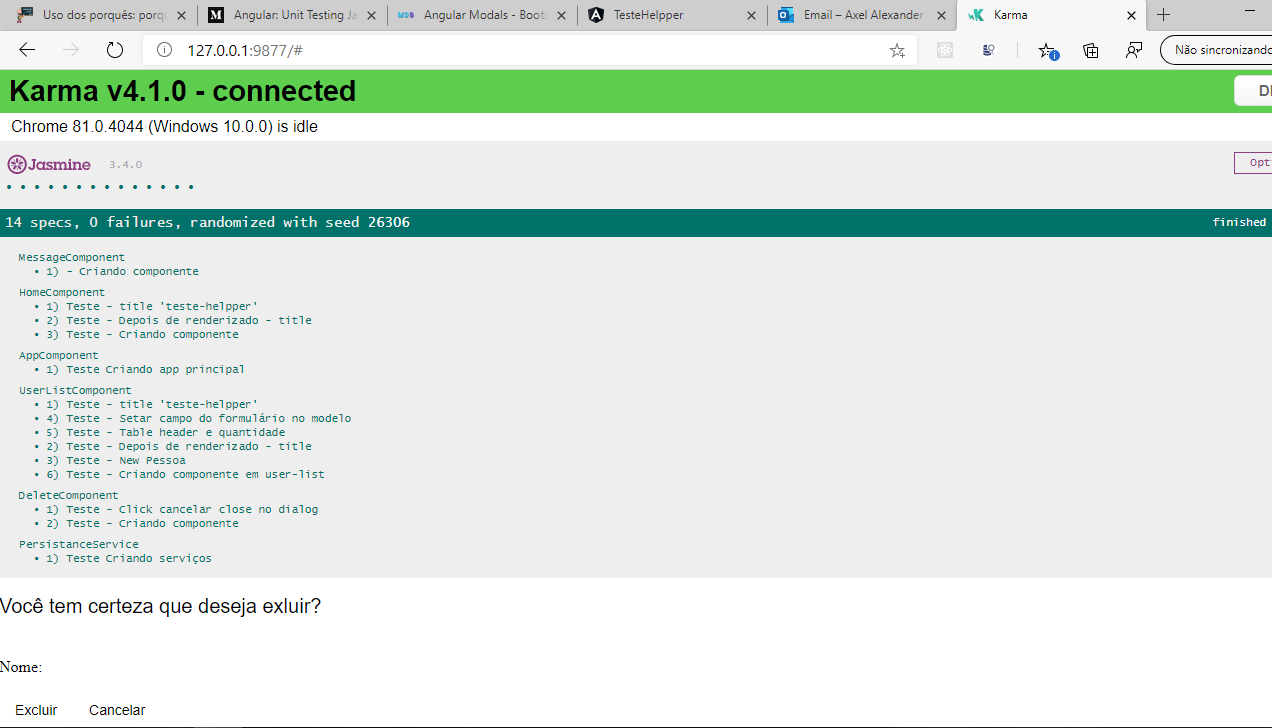 Uso dos porquês: porqu
Angular: Unit Testing Ja
Angular Modals - Boots
TesteHelpper
Email – Axel Alexander
Karma
127.0.0.1:9877/#
Não sincronizando
Karma v4.1.0 - connected
Chrome 81.0.4044 (Windows 10.0.0) is idle
Jasmine 3.4.0
Opt
14 specs, 0 failures, randomized with seed 26306
finished
MessageComponent
• 1) - Criando componente
HomeComponent
• 1) Teste - title 'teste-helpper'
• 2) Teste - Depois de renderizado - title
• 3) Teste - Criando componente
AppComponent
• 1) Teste Criando app principal
UserListComponent
• 1) Teste - title 'teste-helpper'
• 4) Teste - Setar campo do formulário no modelo
• 5) Teste - Table header e quantidade
• 2) Teste - Depois de renderizado - title
• 3) Teste - New Pessoa
• 6) Teste - Criando componente em user-list
DeleteComponent
• 1) Teste - Click cancelar close no dialog
• 2) Teste - Criando componente
PersistanceService
• 1) Teste Criando serviços
Você tem certeza que deseja exluir?
Nome:
Excluir Cancelar